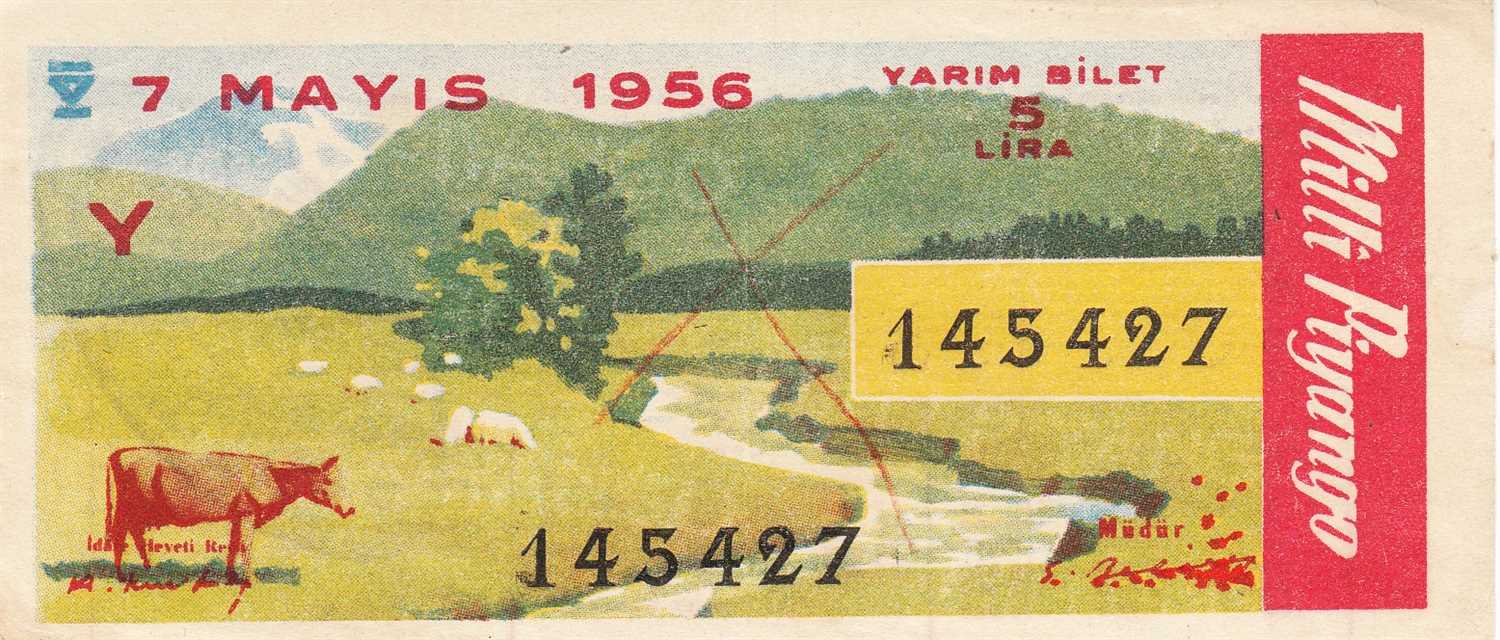 7 MAYIS 1956
YARIM BİLET
5
LİRA
Y
145427
145427
Müdür
Millî Piyango